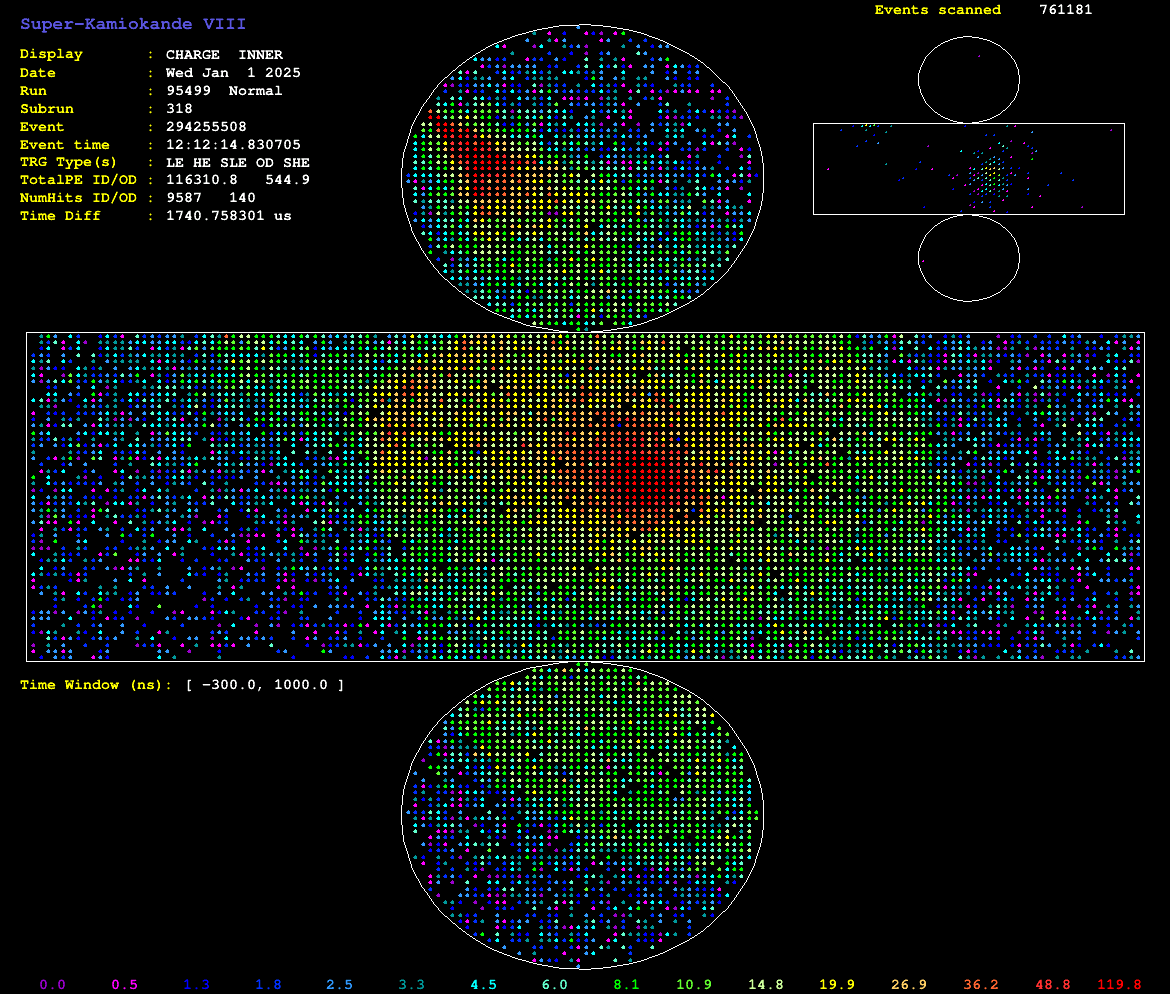 Super-Kamiokande VIII
Events scanned 761181
Display : CHARGE INNER
Date : Wed Jan 1 2025
Run : 95499 Normal
Subrun : 318
Event : 294255508
Event time : 12:12:14.830705
TRG Type(s) : LE HE SLE OD SHE
TotalPE ID/OD : 116310.8 544.9
NumHits ID/OD : 9587 140
Time Diff : 1740.758301 us
Time Window (ns): [ −300.0, 1000.0 ]
0.0 0.5 1.3 1.8 2.5 3.3 4.5 6.0 8.1 10.9 14.8 19.9 26.9 36.2 48.8 119.8